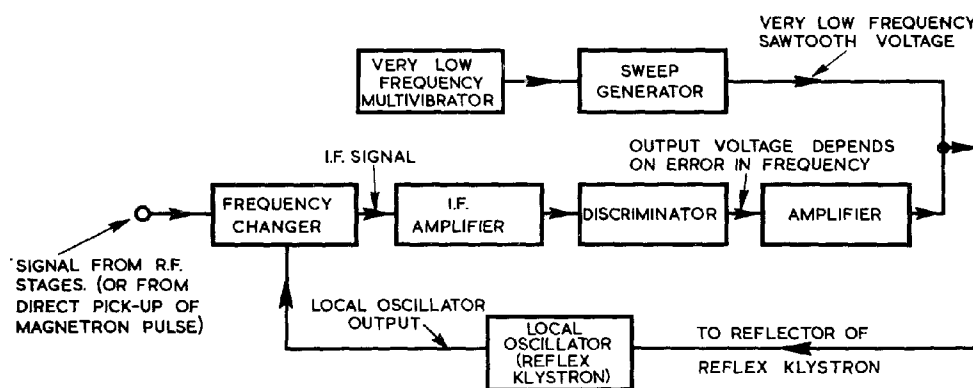 VERY LOW FREQUENCY
SAWTOOTH VOLTAGE
VERY LOW
FREQUENCY
MULTIVIBRATOR
SWEEP
GENERATOR
OUTPUT VOLTAGE DEPENDS
ON ERROR IN FREQUENCY
I.F. SIGNAL
FREQUENCY
CHANGER
I.F.
AMPLIFIER
DISCRIMINATOR
AMPLIFIER
SIGNAL FROM R.F.
STAGES. (OR FROM
DIRECT PICK-UP OF
MAGNETRON PULSE)
LOCAL OSCILLATOR
OUTPUT
LOCAL
OSCILLATOR
(REFLEX
KLYSTRON)
TO REFLECTOR OF
REFLEX KLYSTRON